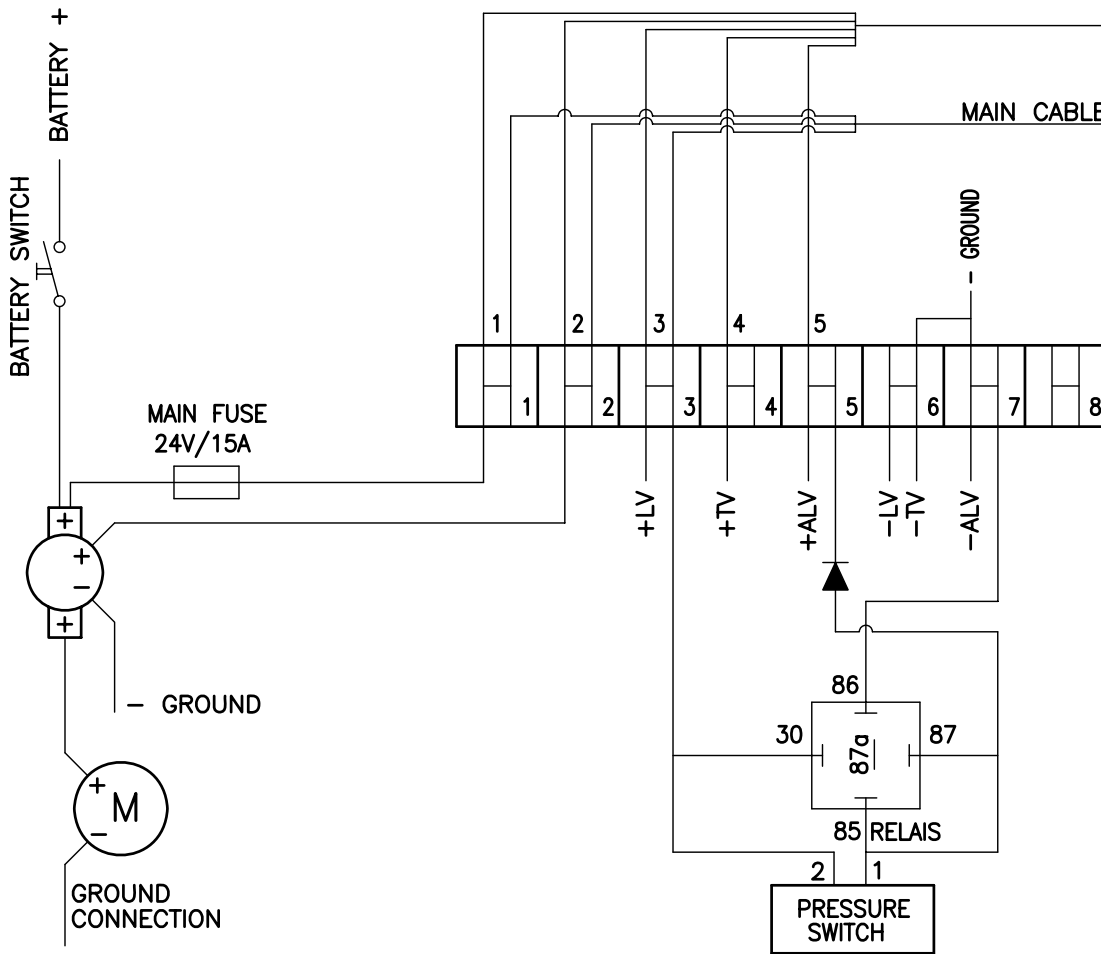 BATTERY +
BATTERY SWITCH
MAIN CABLE
- GROUND
1
2
3
4
5
1
2
3
4
5
6
7
8
MAIN FUSE
24V/15A
+LV
+TV
+ALV
-LV
-TV
-ALV
+
+
-
+
- GROUND
86
30
87a
87
85 RELAIS
+
M
-
2
1
GROUND
CONNECTION
PRESSURE
SWITCH